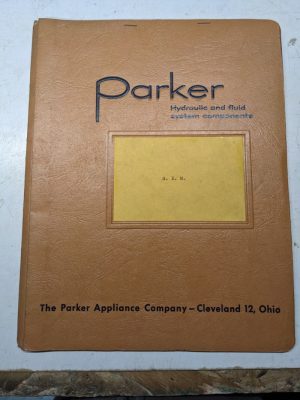 Parker
Hydraulic and fluid
system components
The Parker Appliance Company – Cleveland 12, Ohio